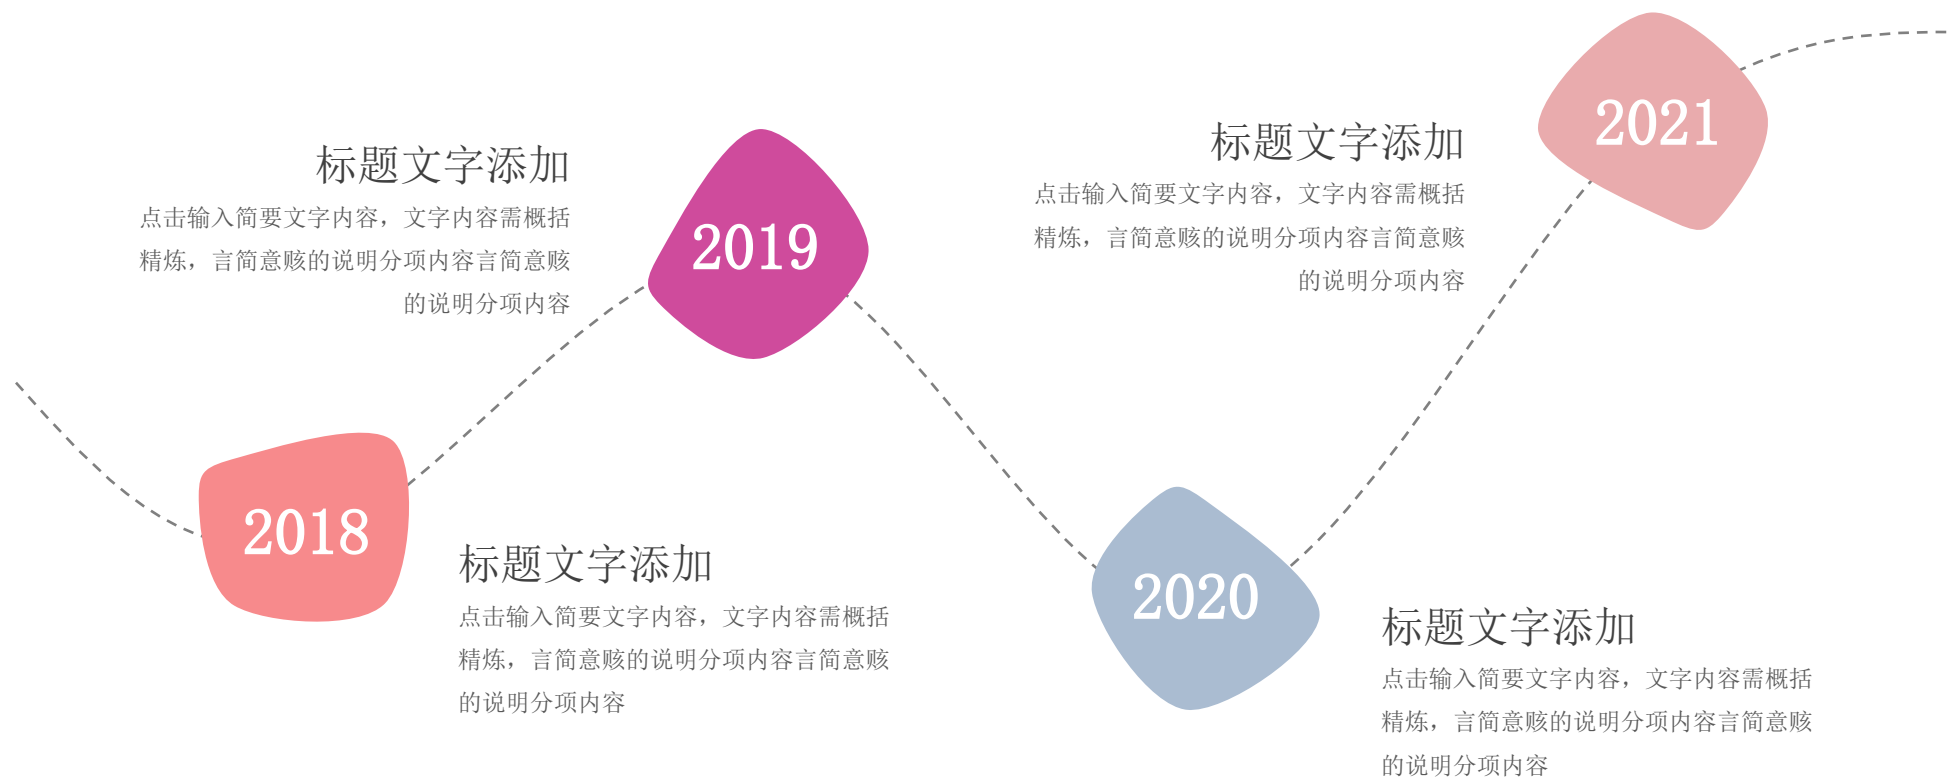 标题文字添加
点击输入简要文字内容，文字内容需概括
精炼，言简意赅的说明分项内容言简意赅
的说明分项内容
2019
标题文字添加
点击输入简要文字内容，文字内容需概括
精炼，言简意赅的说明分项内容言简意赅
的说明分项内容
2021
2018
标题文字添加
点击输入简要文字内容，文字内容需概括
精炼，言简意赅的说明分项内容言简意赅
的说明分项内容
2020
标题文字添加
点击输入简要文字内容，文字内容需概括
精炼，言简意赅的说明分项内容言简意赅
的说明分项内容